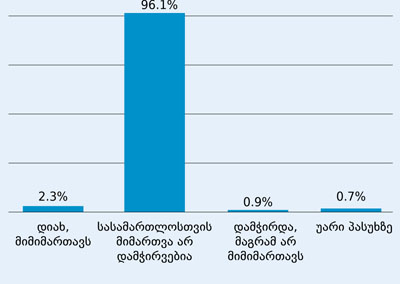 96.1%
2.3%
0.9%
0.7%
დიახ,
მიმიმართავს
სასამართლოსთვის
მიმართვა არ
დამჭირვებია
დამჭირდა,
მაგრამ არ
მიმიმართავს
უარი პასუხზე